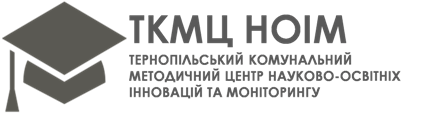 ТКМЦ НОІМ
ТЕРНОПІЛЬСЬКИЙ КОМУНАЛЬНИЙ
МЕТОДИЧНИЙ ЦЕНТР НАУКОВО-ОСВІТНІХ
ІННОВАЦІЙ ТА МОНІТОРИНГУ